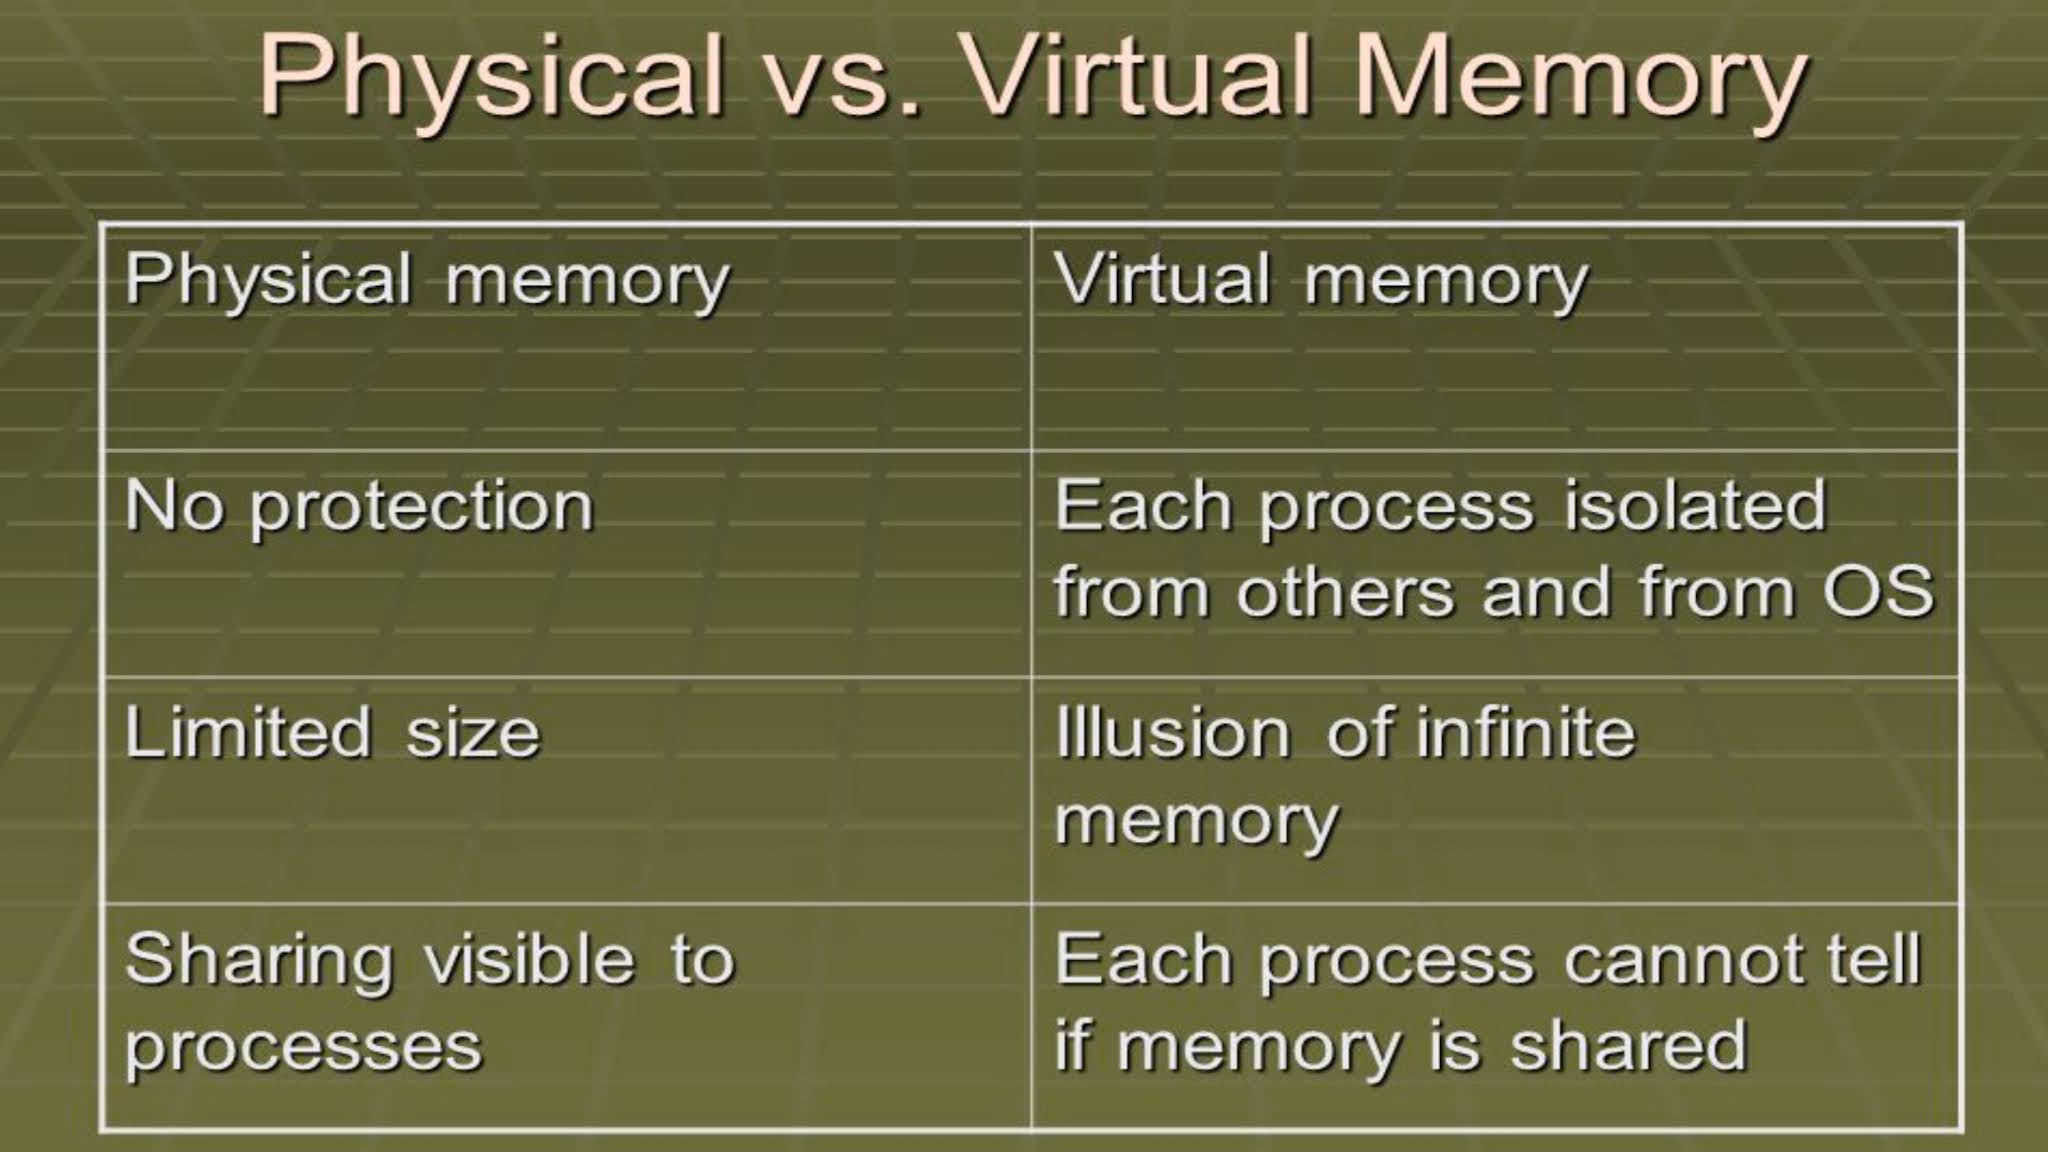 Physical vs. Virtual Memory
Physical memory
Virtual memory
No protection
Each process isolated
from others and from OS
Limited size
Illusion of infinite
memory
Sharing visible to
processes
Each process cannot tell
if memory is shared